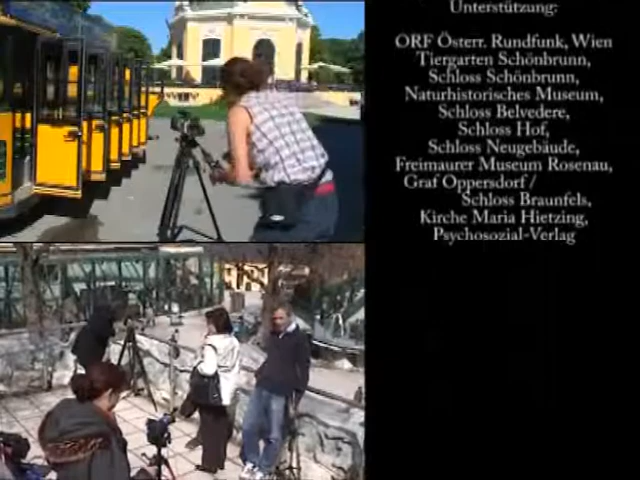 Unterstützung:
ORF Österr. Rundfunk, Wien
Tiergarten Schönbrunn,
Schloss Schönbrunn,
Naturhistorisches Museum,
Schloss Belvedere,
Schloss Hof,
Schloss Neugebäude,
Freimaurer Museum Rosenau,
Graf Oppersdorf /
Schloss Braunfels,
Kirche Maria Hietzing,
Psychosozial-Verlag